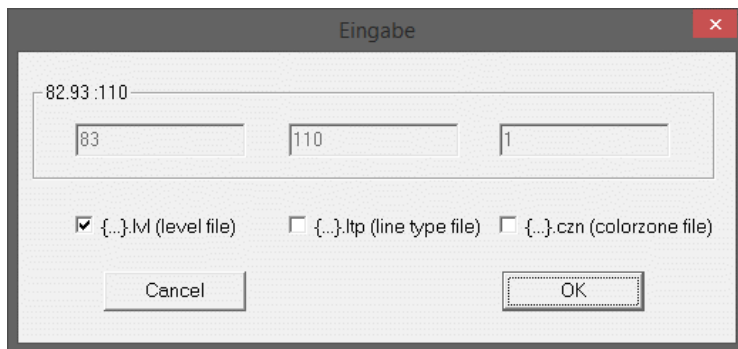 Eingabe
82.93 :110
83 110 1
{...}.lvl (level file) {...}.ltp (line type file) {...}.czn (colorzone file)
Cancel OK